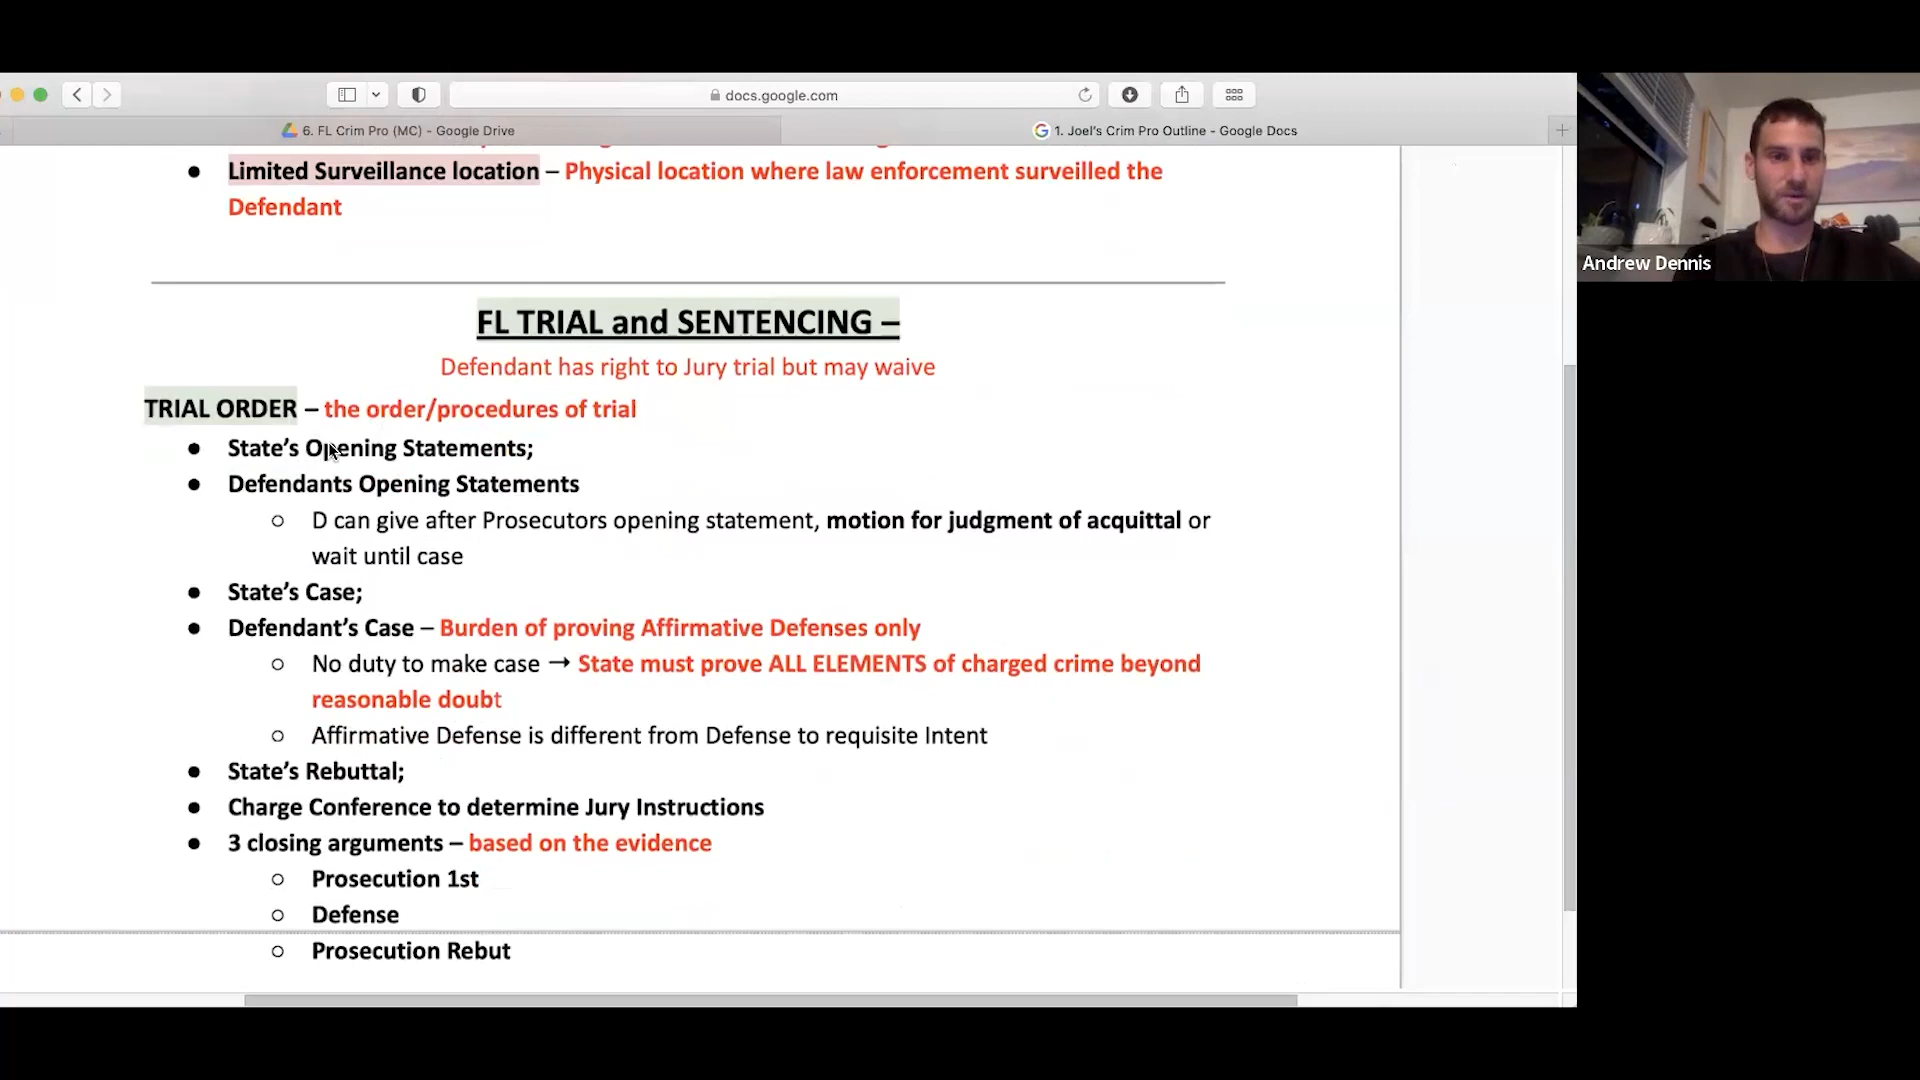 docs.google.com
6. FL Crim Pro (MC) - Google Drive
1. Joel's Crim Pro Outline - Google Docs
● Limited Surveillance location – Physical location where law enforcement surveilled the
Defendant
FL TRIAL and SENTENCING –
Defendant has right to Jury trial but may waive
TRIAL ORDER – the order/procedures of trial
● State's Opening Statements;
● Defendants Opening Statements
○ D can give after Prosecutors opening statement, motion for judgment of acquittal or
wait until case
● State's Case;
● Defendant's Case – Burden of proving Affirmative Defenses only
○ No duty to make case → State must prove ALL ELEMENTS of charged crime beyond
reasonable doubt
○ Affirmative Defense is different from Defense to requisite Intent
● State's Rebuttal;
● Charge Conference to determine Jury Instructions
● 3 closing arguments – based on the evidence
○ Prosecution 1st
○ Defense
○ Prosecution Rebut
Andrew Dennis